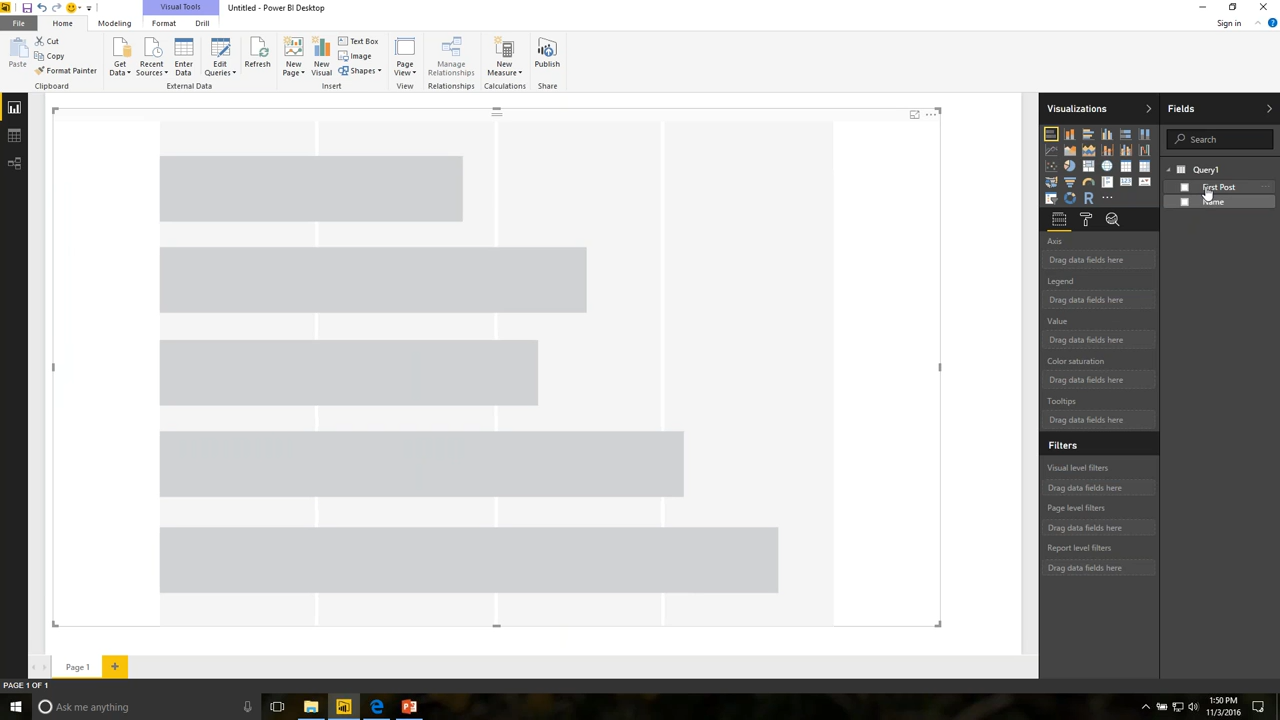 Visual Tools
Untitled - Power BI Desktop
File
Home
Modeling
Format
Drill
Sign in
Paste
Cut
Copy
Format Painter
Clipboard
Get
Data
Recent
Sources
Enter
Data
Edit
Queries
External Data
Refresh
New
Page
New
Visual
Text Box
Image
Shapes
Insert
Page
View
View
Manage
Relationships
Relationships
New
Measure
Calculations
Publish
Share
Visualizations
R
Axis
Drag data fields here
Legend
Drag data fields here
Value
Drag data fields here
Color saturation
Drag data fields here
Tooltips
Drag data fields here
Filters
Visual level filters
Drag data fields here
Page level filters
Drag data fields here
Report level filters
Drag data fields here
Fields
Search
Query1
First Post
Name
Page 1
PAGE 1 OF 1
Ask me anything
1:50 PM
11/3/2016